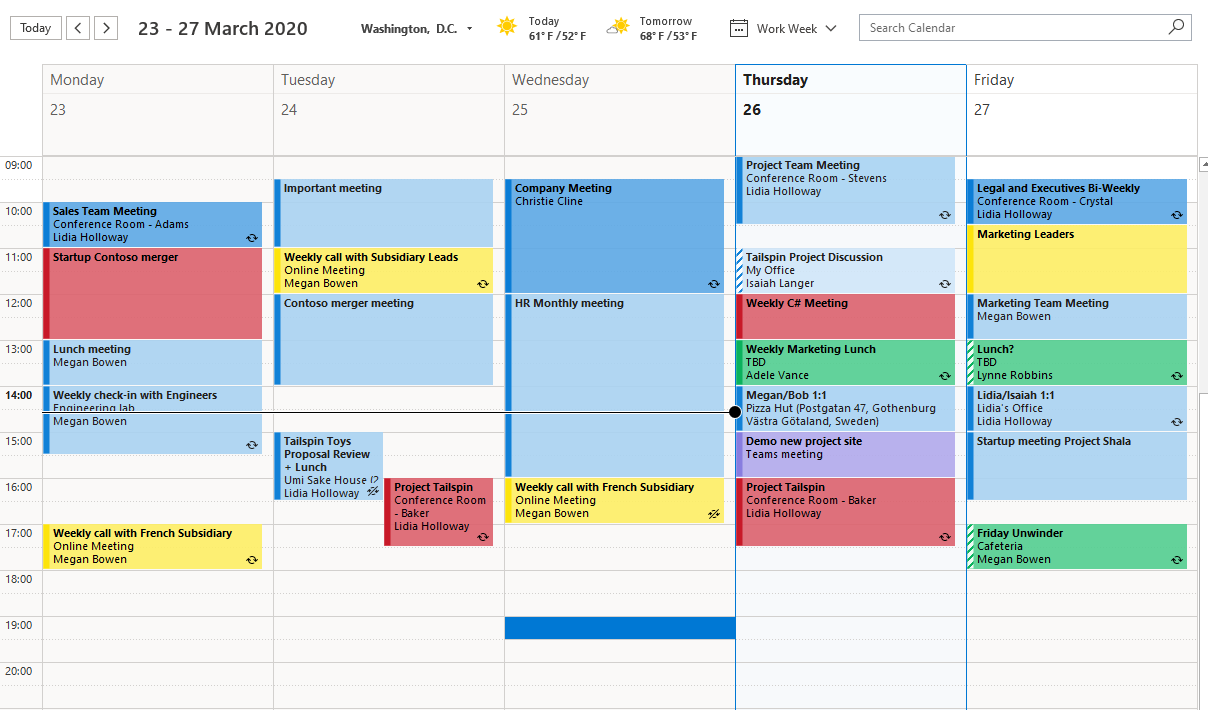 Today
23 - 27 March 2020
Washington, D.C.
Today
61°F/52°F
Tomorrow
68°F/53°F
Work Week
Search Calendar
Monday
Tuesday
Wednesday
Thursday
Friday
23
24
25
26
27
09:00
10:00
11:00
12:00
13:00
14:00
15:00
16:00
17:00
18:00
19:00
20:00
Sales Team Meeting
Conference Room - Adams
Lidia Holloway
Startup Contoso merger
Lunch meeting
Megan Bowen
Weekly check-in with Engineers
Engineering lab
Megan Bowen
Weekly call with French Subsidiary
Online Meeting
Megan Bowen
Important meeting
Weekly call with Subsidiary Leads
Online Meeting
Megan Bowen
Contoso merger meeting
Tailspin Toys
Proposal Review
+ Lunch
Umi Sake House
Lidia Holloway
Project Tailspin
Conference Room
- Baker
Lidia Holloway
Company Meeting
Christie Cline
HR Monthly meeting
Weekly call with French Subsidiary
Online Meeting
Megan Bowen
Project Team Meeting
Conference Room - Stevens
Lidia Holloway
Tailspin Project Discussion
My Office
Isaiah Langer
Weekly C# Meeting
Weekly Marketing Lunch
TBD
Adele Vance
Megan/Bob 1:1
Pizza Hut (Postgatan 47, Gothenburg
Västra Götaland, Sweden)
Demo new project site
Teams meeting
Project Tailspin
Conference Room - Baker
Lidia Holloway
Legal and Executives Bi-Weekly
Conference Room - Crystal
Lidia Holloway
Marketing Leaders
Marketing Team Meeting
Megan Bowen
Lunch?
TBD
Lynne Robbins
Lidia/Isaiah 1:1
Lidia's Office
Lidia Holloway
Startup meeting Project Shala
Friday Unwinder
Cafeteria
Megan Bowen